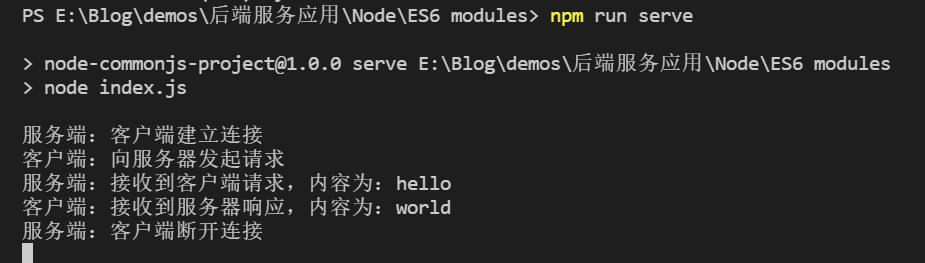 PS E:\Blog\demos\后端服务应用\Node\ES6 modules> npm run serve
> node-commonjs-project@1.0.0 serve E:\Blog\demos\后端服务应用\Node\ES6 modules
> node index.js
服务端：客户端建立连接
客户端：向服务器发起请求
服务端：接收到客户端请求，内容为：hello
客户端：接收到服务器响应，内容为：world
服务端：客户端断开连接